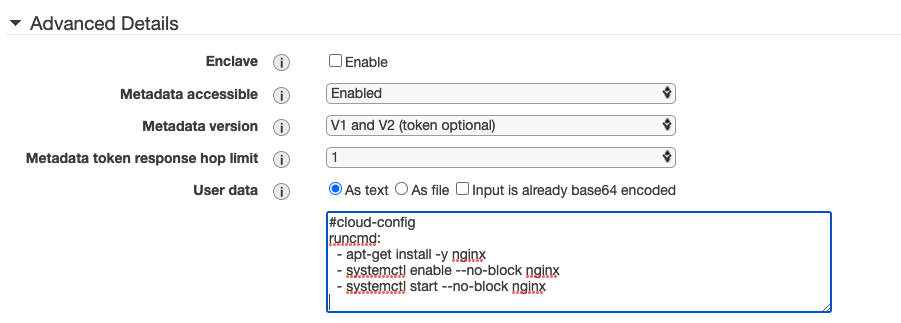 Advanced Details
Enclave i Enable
Metadata accessible i Enabled
Metadata version i V1 and V2 (token optional)
Metadata token response hop limit i 1
User data i As text As file Input is already base64 encoded
#cloud-config
runcmd:
  - apt-get install -y nginx
  - systemctl enable --no-block nginx
  - systemctl start --no-block nginx